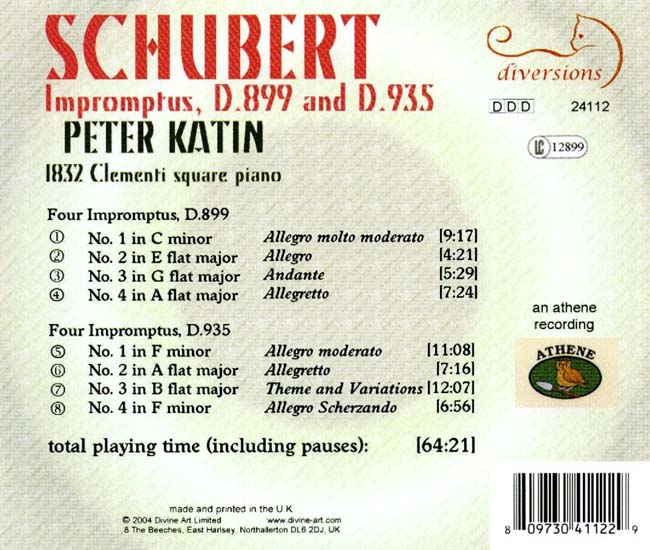 SCHUBERT
Impromptus, D.899 and D.935
PETER KATIN
1832 Clementi square piano
diversions
DDD 24112
LC 12899
Four Impromptus, D.899
① No. 1 in C minor Allegro molto moderato [9:17]
② No. 2 in E flat major Allegro [4:21]
③ No. 3 in G flat major Andante [5:29]
④ No. 4 in A flat major Allegretto [7:24]
Four Impromptus, D.935
⑤ No. 1 in F minor Allegro moderato [11:08]
⑥ No. 2 in A flat major Allegretto [7:16]
⑦ No. 3 in B flat major Theme and Variations [12:07]
⑧ No. 4 in F minor Allegro Scherzando [6:56]
total playing time (including pauses): [64:21]
an athene
recording
ATHENE
made and printed in the U.K.
© 2004 Divine Art Limited www.divine-art.com
8 The Beeches, East Harlsey, Northallerton DL6 2DJ, UK
8 09730 41122 9